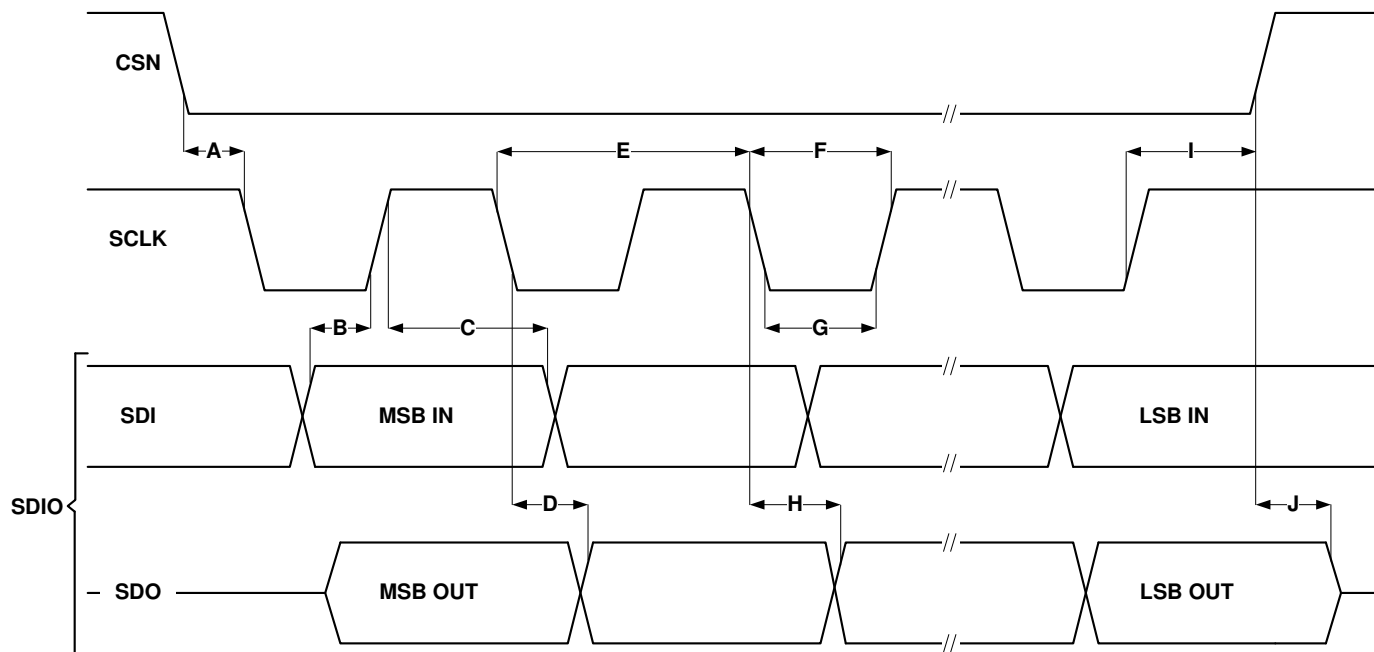 CSN
A
E
F
I
SCLK
B
C
G
SDI
MSB IN
LSB IN
SDIO
D
H
J
SDO
MSB OUT
LSB OUT